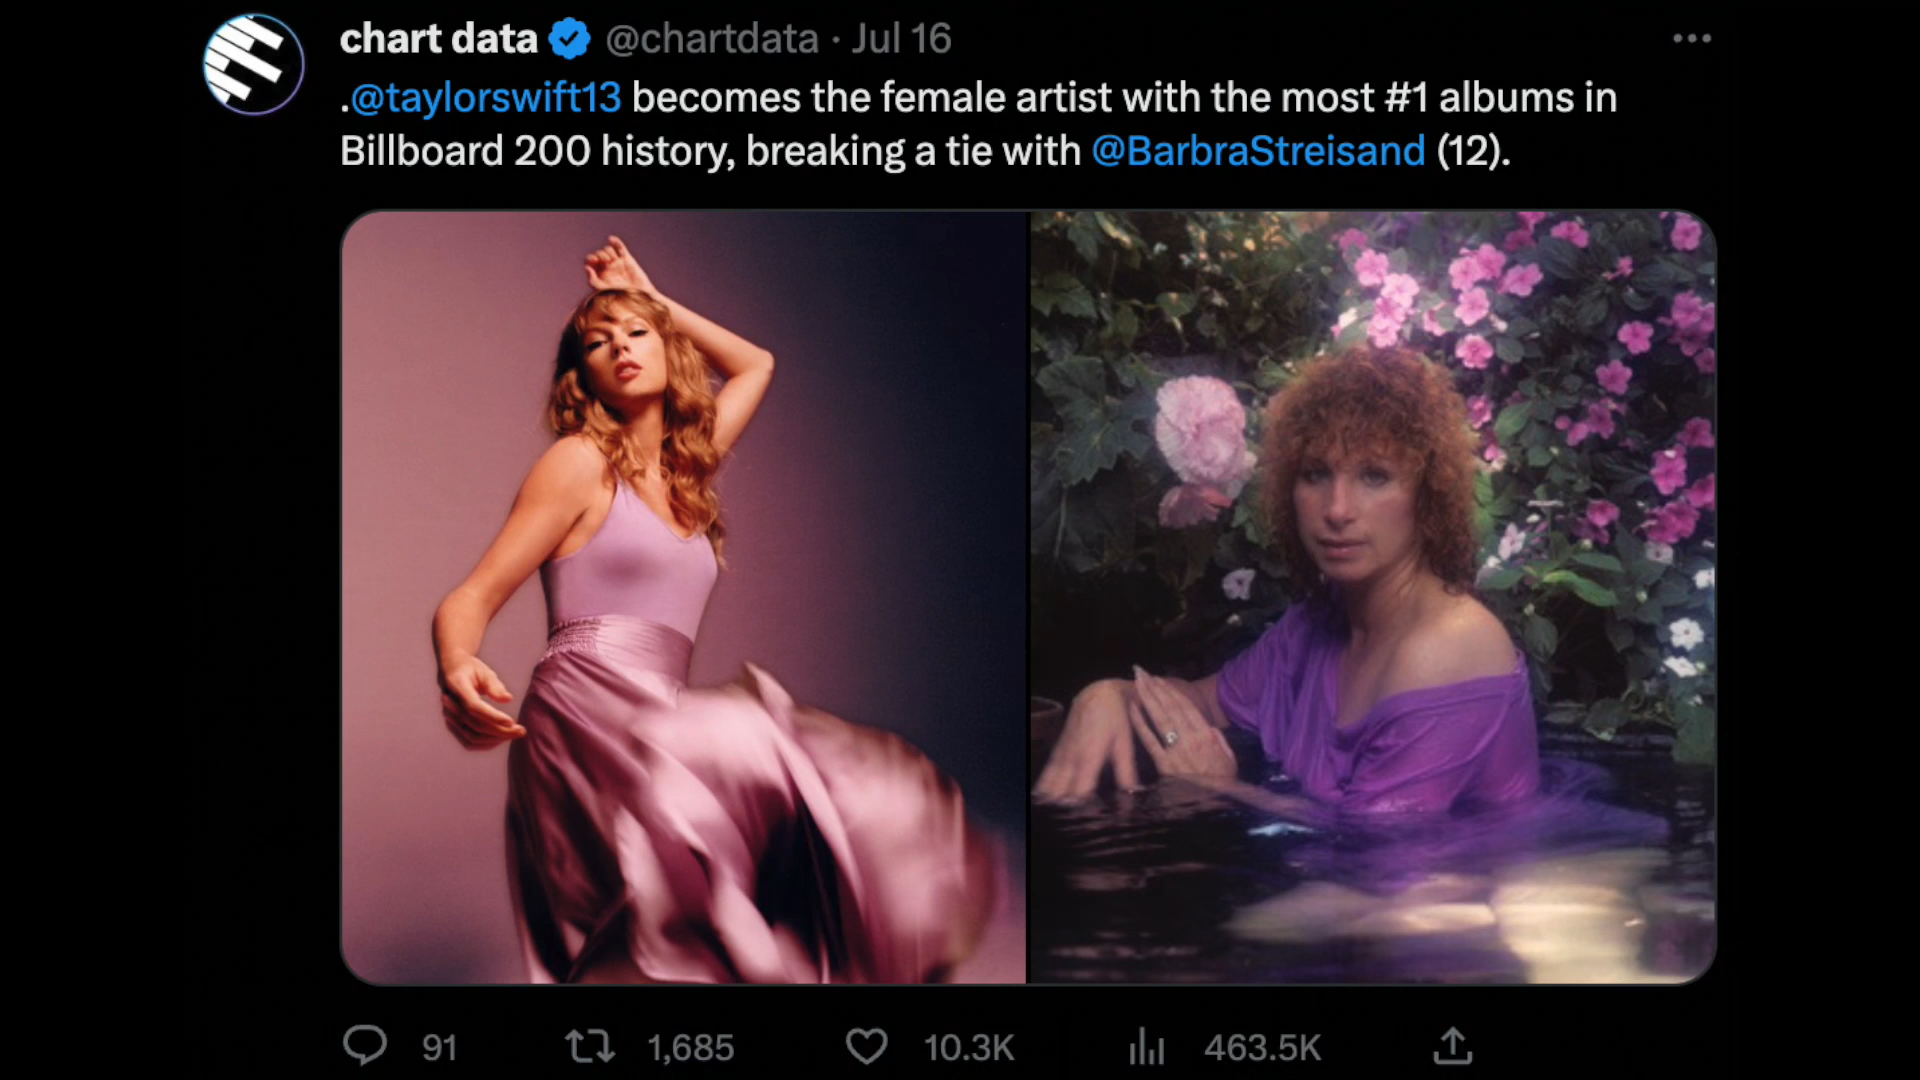 chart data @chartdata · Jul 16
.@taylorswift13 becomes the female artist with the most #1 albums in
Billboard 200 history, breaking a tie with @BarbraStreisand (12).
91 1,685 10.3K 463.5K